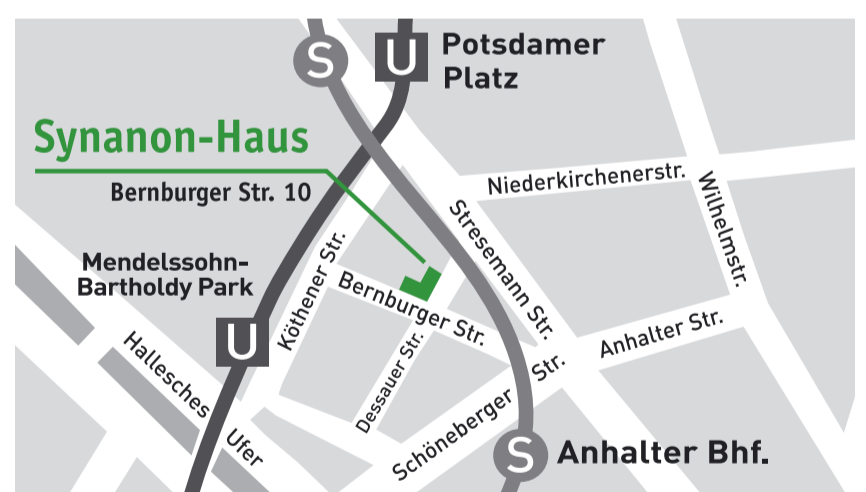 S
U
Potsdamer
Platz
Synanon-Haus
Bernburger Str. 10
Niederkirchenerstr.
Wilhelmstr.
Stresemann Str.
Mendelssohn-
Bartholdy Park
U
Köthener Str.
Bernburger Str.
Dessauer Str.
Anhalter Str.
Hallesches Ufer
Schöneberger Str.
S
Anhalter Bhf.